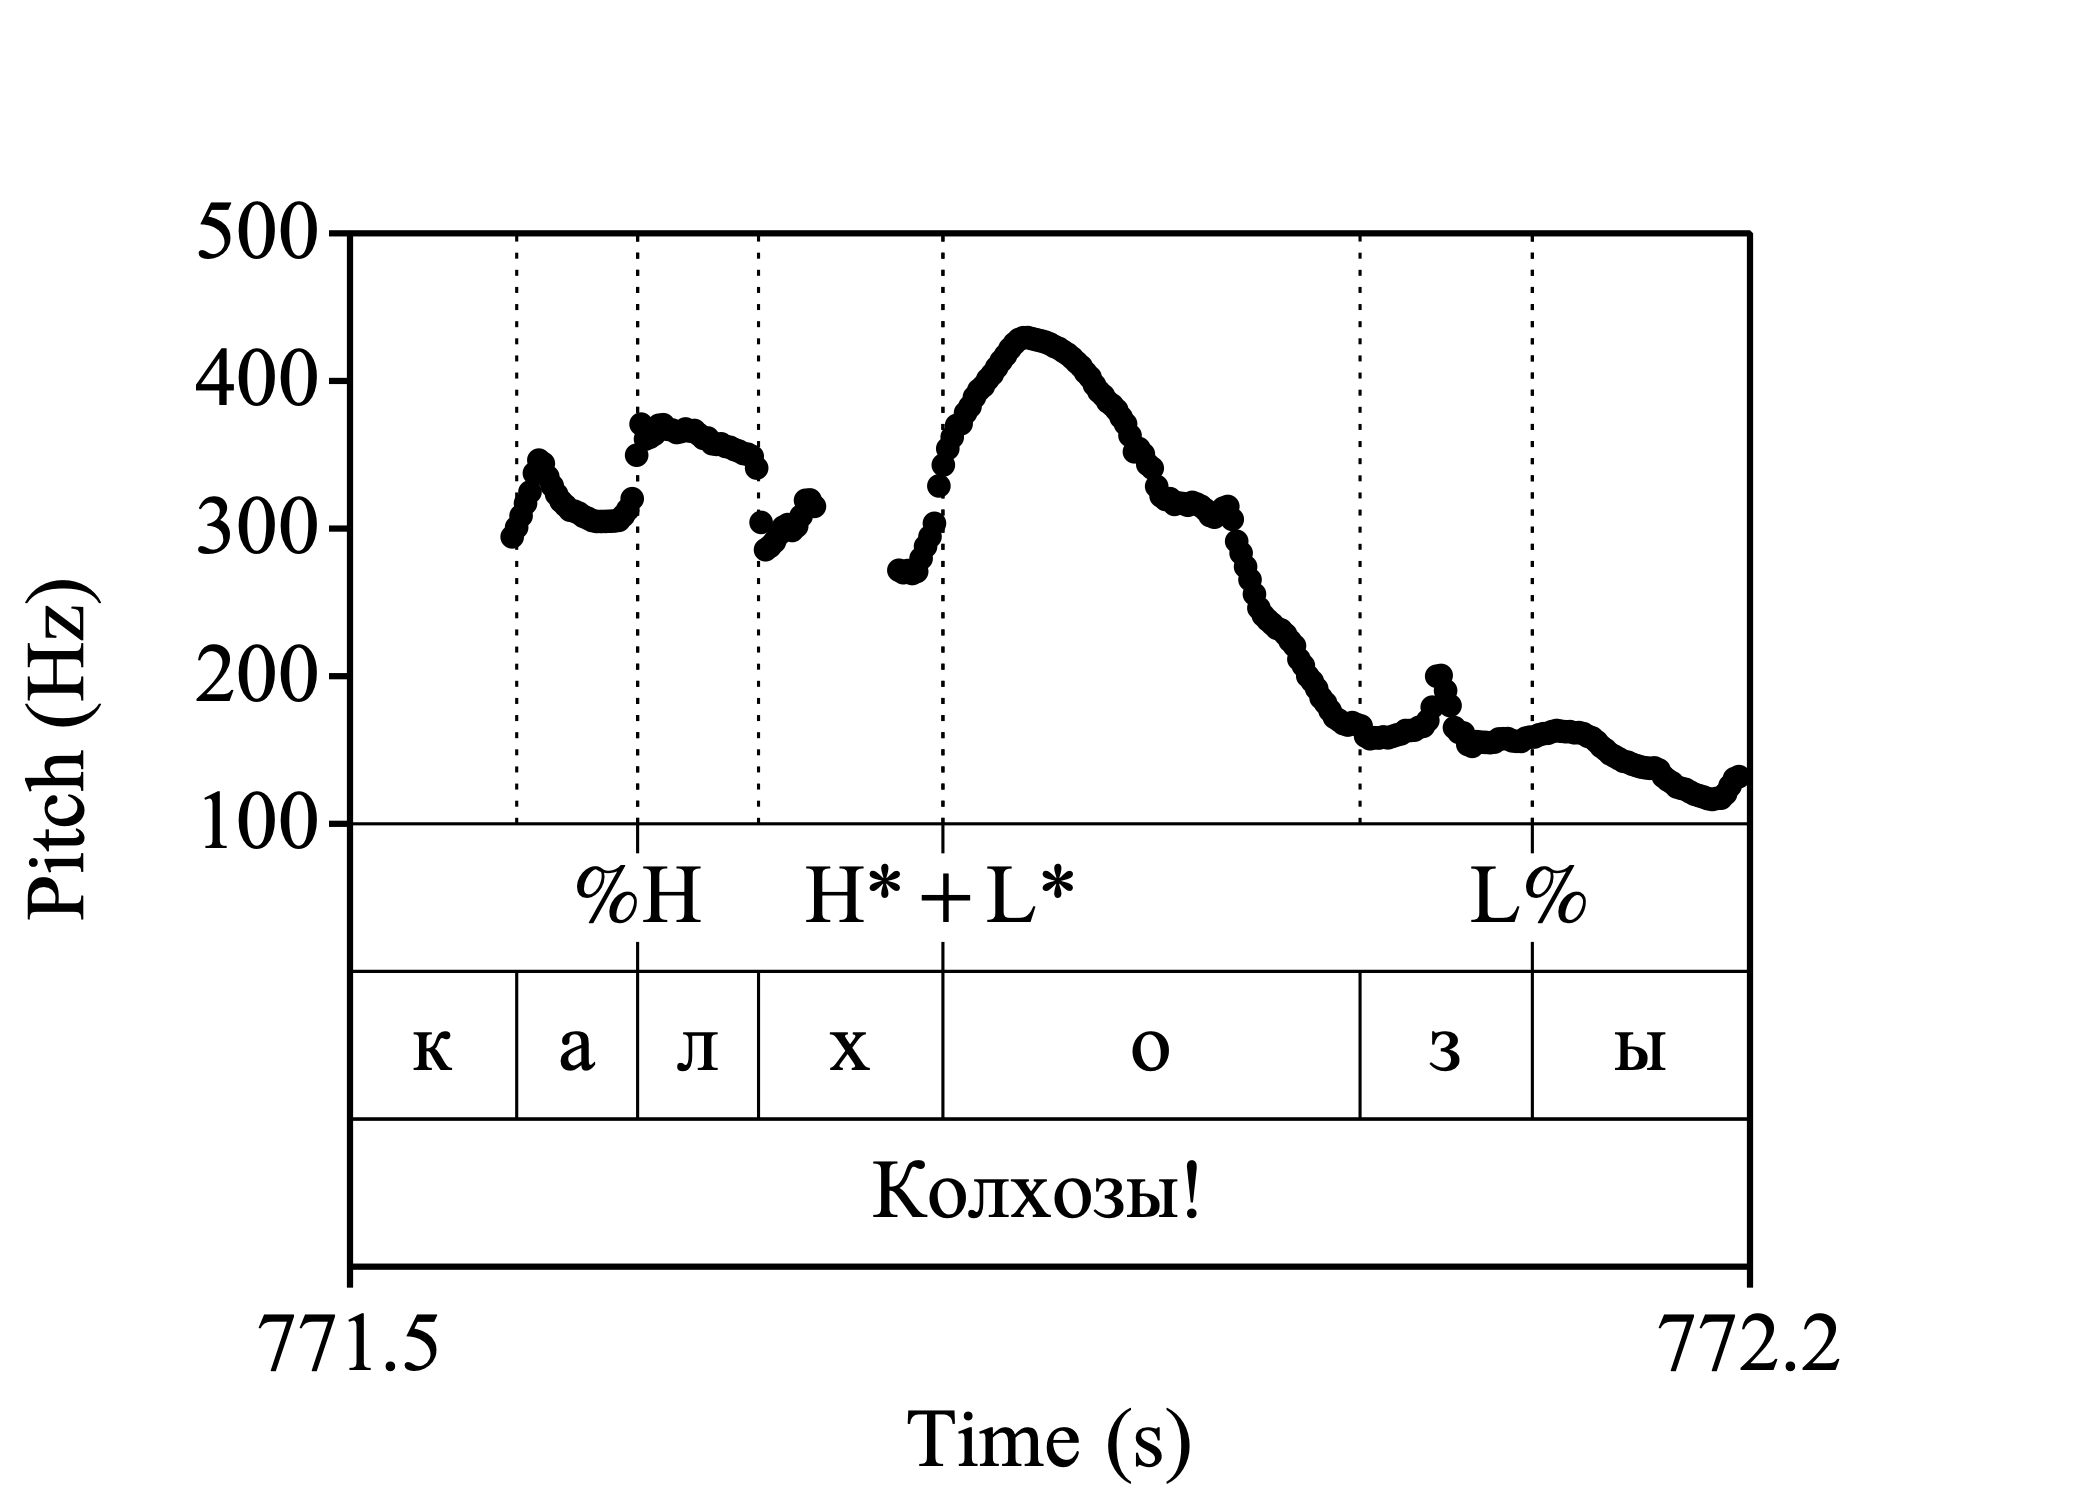 500
400
300
200
100
Pitch (Hz)
%H H*+L* L%
к а л х о з ы
Колхозы!
771.5 772.2
Time (s)